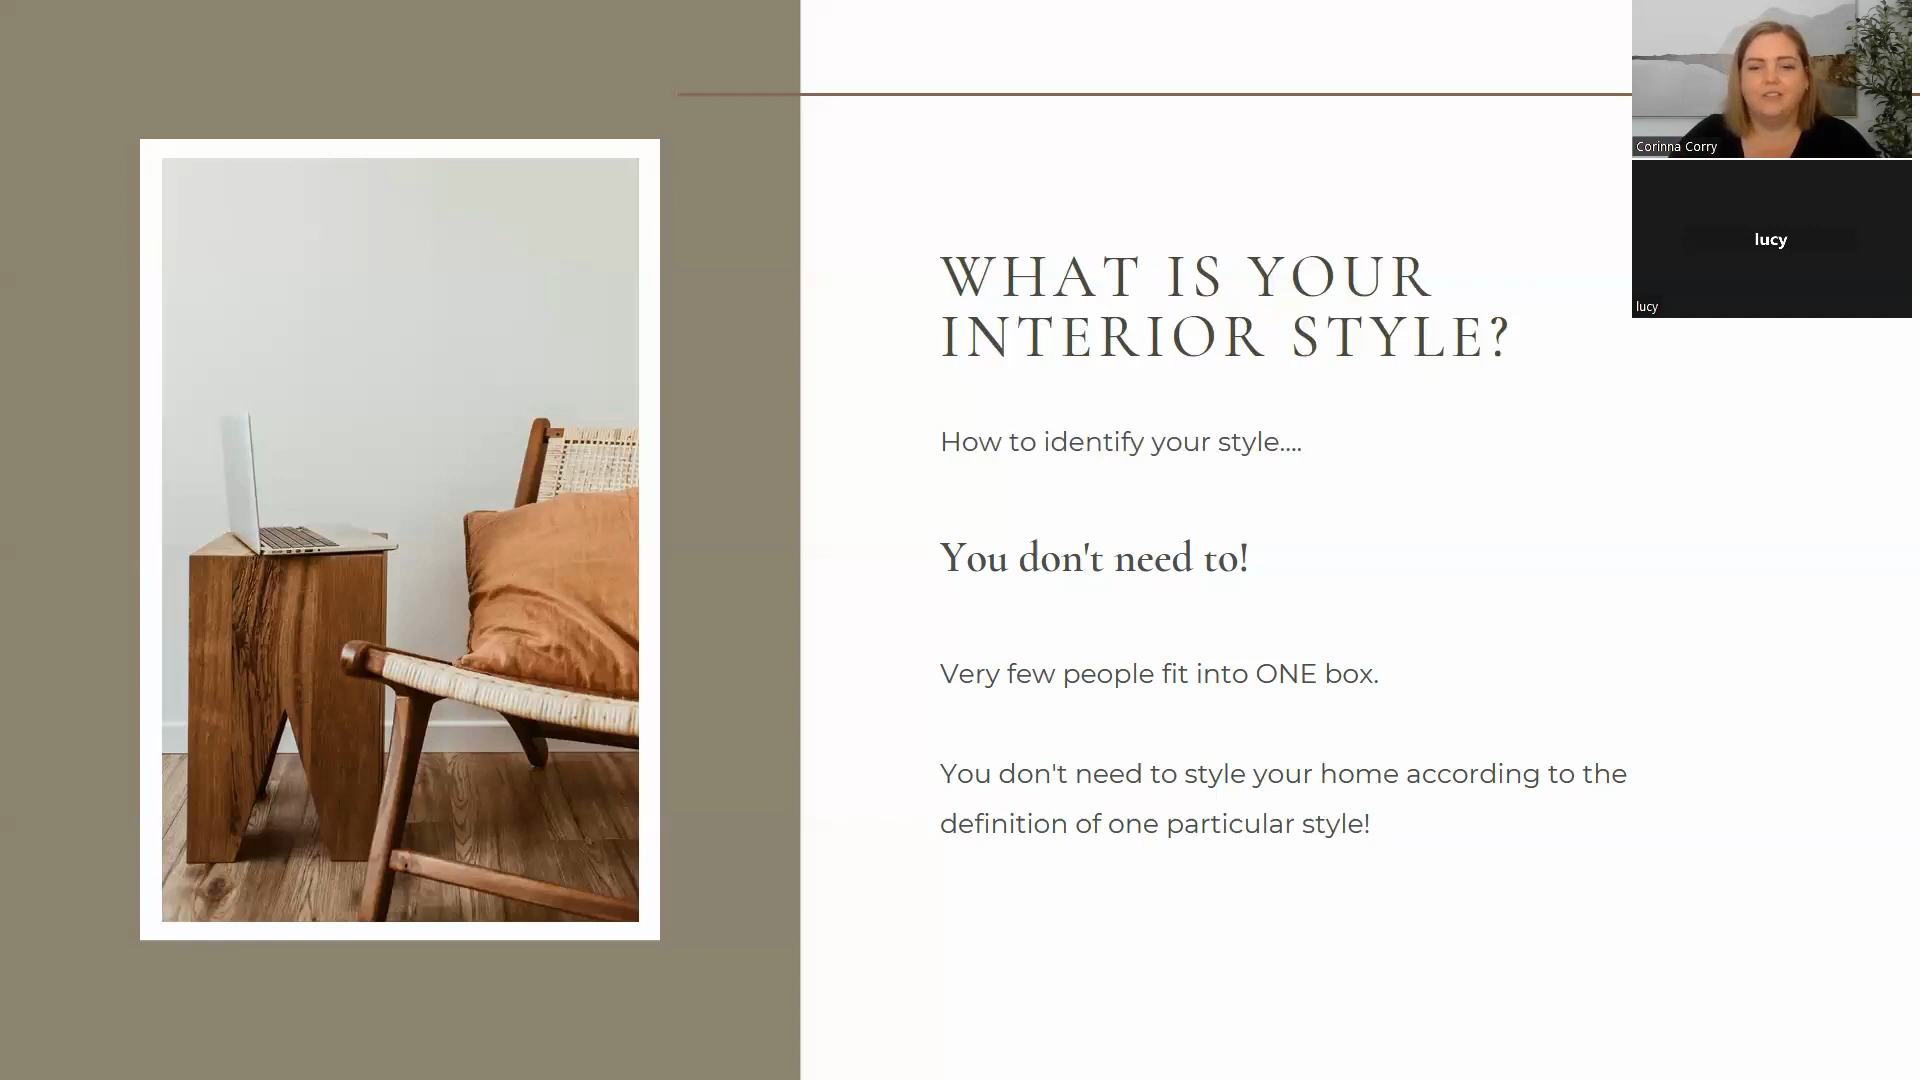 WHAT IS YOUR
INTERIOR STYLE?
How to identify your style....
You don't need to!
Very few people fit into ONE box.
You don't need to style your home according to the
definition of one particular style!
Corinna Corry
lucy
lucy